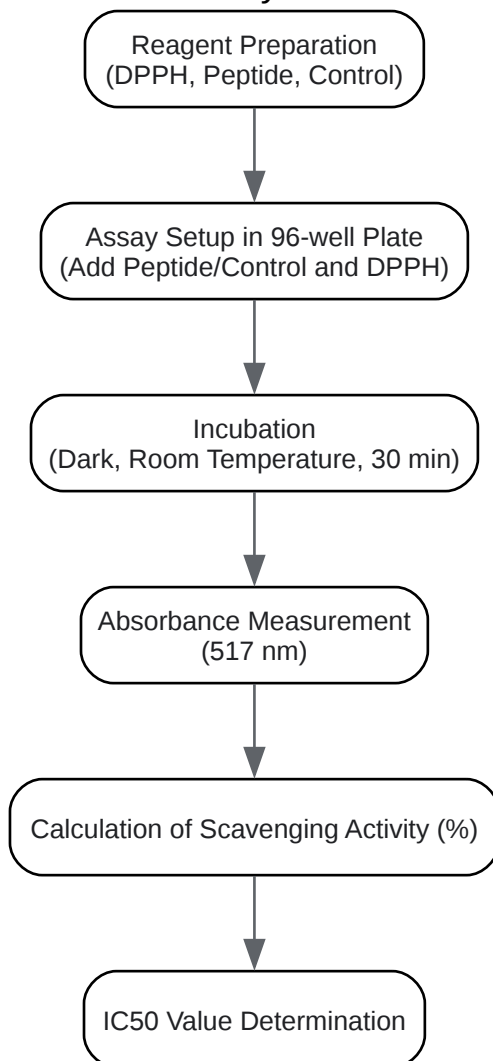 Reagent Preparation
(DPPH, Peptide, Control)
Assay Setup in 96-well Plate
(Add Peptide/Control and DPPH)
Incubation
(Dark, Room Temperature, 30 min)
Absorbance Measurement
(517 nm)
Calculation of Scavenging Activity (%)
IC50 Value Determination